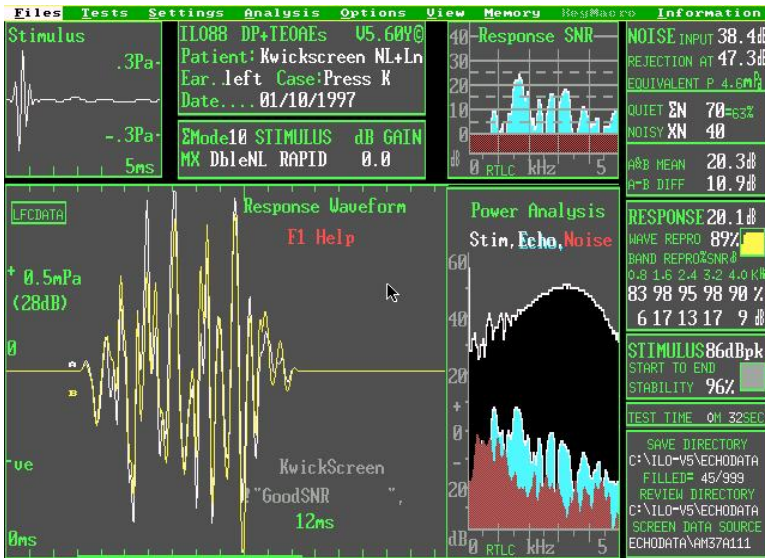 Files Tests Settings Analysis Options View Memory KeyMacro Information
Stimulus
.3Pa-
-.3Pa-
5ms
ILO88 DP+TEOAEs V5.60Y@
Patient: Kwickscreen NL+Ln
Ear..left Case:Press K
Date.... 01/10/1997
ΣMode10 STIMULUS dB GAIN
MX DbleNL RAPID 0.0
Response SNR
40
30
20
10
0
dB 0 RTLC kHz 5
NOISE INPUT 38.4dB
REJECTION AT 47.3dB
EQUIVALENT P 4.6mPa
QUIET ΣN 70=63%
NOISY XN 40
A&B MEAN 20.3dB
A-B DIFF 10.9dB
RESPONSE 20.1dB
WAVE REPRO 89%
BAND REPRO%SNRdB
0.8 1.6 2.4 3.2 4.0 KH
83 98 95 98 90 %
6 17 13 17 9 dB
STIMULUS 86dBpk
START TO END
STABILITY 96%
TEST TIME 0M 32SEC
SAVE DIRECTORY
C:\ILO-V5\ECHODATA
FILLED= 45/999
REVIEW DIRECTORY
C:\ILO-V5\ECHODATA
SCREEN DATA SOURCE
ECHODATA\AM37A111
LFCDATA
Response Waveform
F1 Help
+ 0.5mPa
(28dB)
0
A
B
-ve
KwickScreen
"GoodSNR ",
12ms
0ms
Power Analysis
Stim,Echo,Noise
60
40
20
+
0
-
20
dB 0 RTLC kHz 5